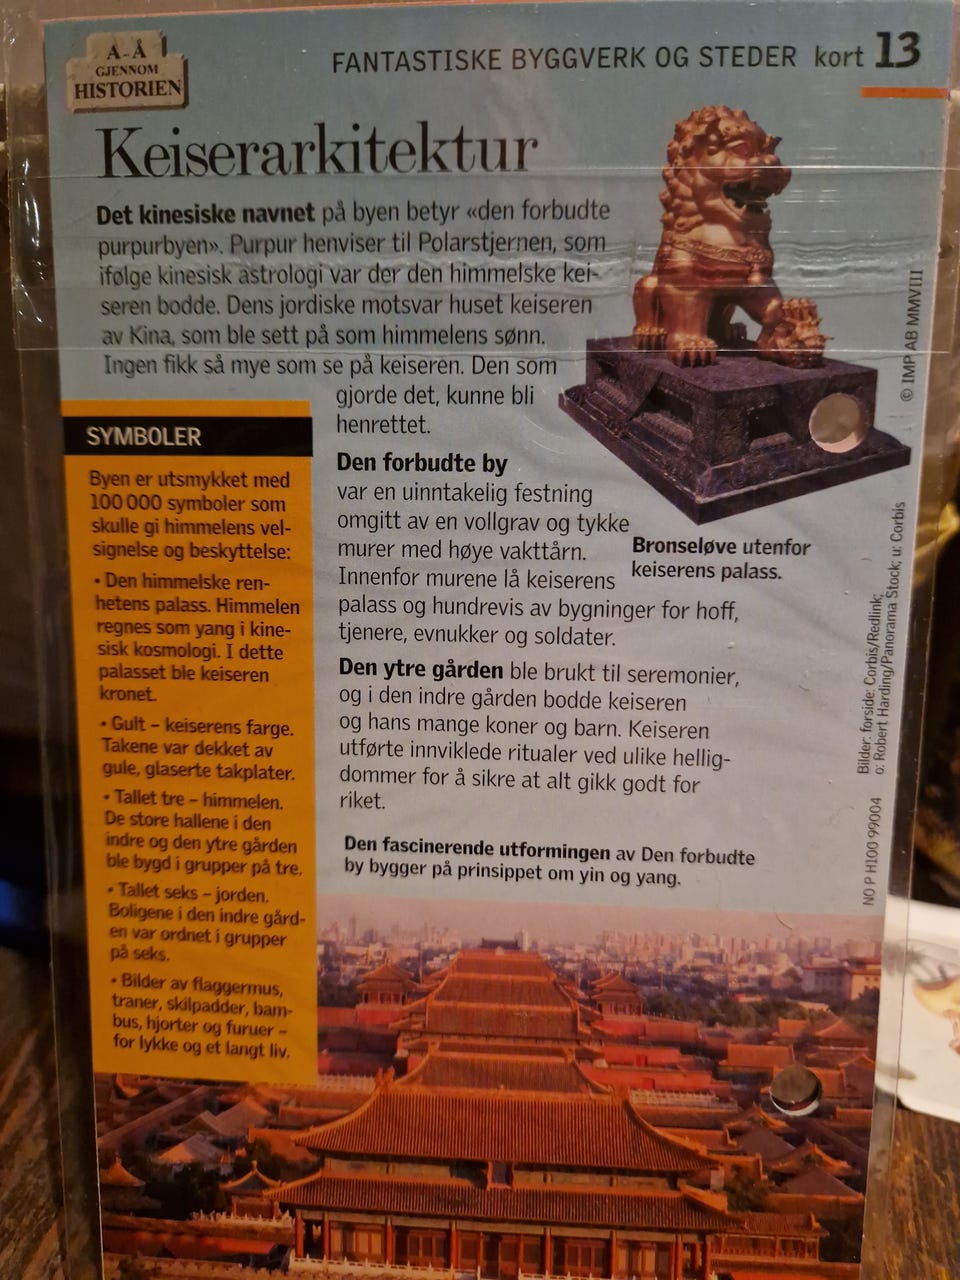 A-Å
GJENNOM
HISTORIEN
FANTASTISKE BYGGVERK OG STEDER kort 13
Keiserarkitektur
Det kinesiske navnet på byen betyr «den forbudte
purpurbyen». Purpur henviser til Polarstjernen, som
ifølge kinesisk astrologi var der den himmelske kei-
seren bodde. Dens jordiske motsvar huset keiseren
av Kina, som ble sett på som himmelens sønn.
Ingen fikk så mye som se på keiseren. Den som
gjorde det, kunne bli
henrettet.
Den forbudte by
var en uinntakelig festning
omgitt av en vollgrav og tykke
murer med høye vakttårn.
Innenfor murene lå keiserens
palass og hundrevis av bygninger for hoff,
tjenere, evnukker og soldater.
Den ytre gården ble brukt til seremonier,
og i den indre gården bodde keiseren
og hans mange koner og barn. Keiseren
utførte innviklede ritualer ved ulike hellig-
dommer for å sikre at alt gikk godt for
riket.
Bronseløve utenfor
keiserens palass.
Den fascinerende utformingen av Den forbudte
by bygger på prinsippet om yin og yang.
SYMBOLER
Byen er utsmykket med
100 000 symboler som
skulle gi himmelens vel-
signelse og beskyttelse:
• Den himmelske ren-
hetens palass. Himmelen
regnes som yang i kine-
sisk kosmologi. I dette
palasset ble keiseren
kronet.
• Gult – keiserens farge.
Takene var dekket av
gule, glaserte takplater.
• Tallet tre – himmelen.
De store hallene i den
indre og den ytre gården
ble bygd i grupper på tre.
• Tallet seks – jorden.
Boligene i den indre gård-
en var ordnet i grupper
på seks.
• Bilder av flaggermus,
traner, skilpadder, bam-
bus, hjorter og furuer –
for lykke og et langt liv.
© IMP AB MMVIII
Bilder: forside: Corbis/Redlink;
o: Robert Harding/Panorama Stock; u: Corbis
NO P H100 99004